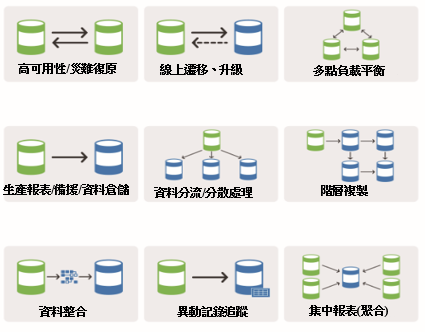 高可用性/災難復原
線上遷移、升級
多點負載平衡
生產報表/備援/資料倉儲
資料分流/分散處理
階層複製
資料整合
異動記錄追蹤
集中報表(聚合)